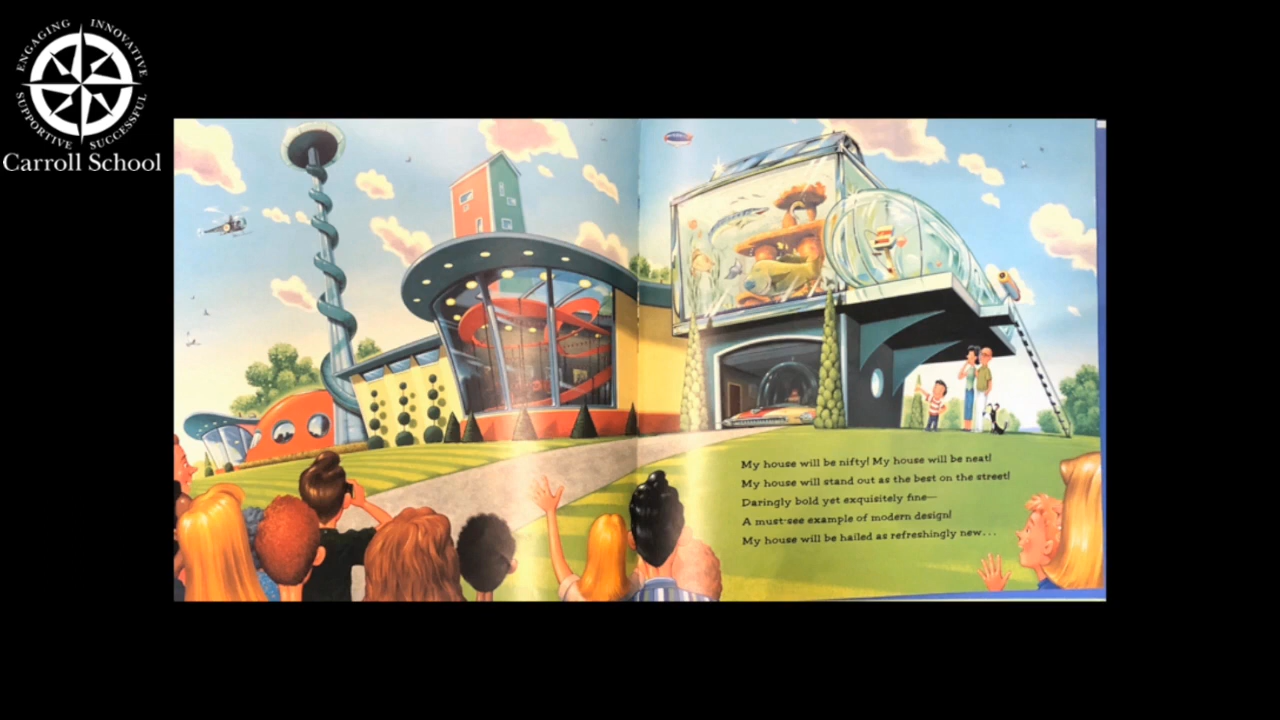 ENGAGING INNOVATIVE
SUPPORTIVE SUCCESSFUL
Carroll School
My house will be nifty! My house will be neat!
My house will stand out as the best on the street!
Daringly bold yet exquisitely fine—
A must-see example of modern design!
My house will be hailed as refreshingly new...